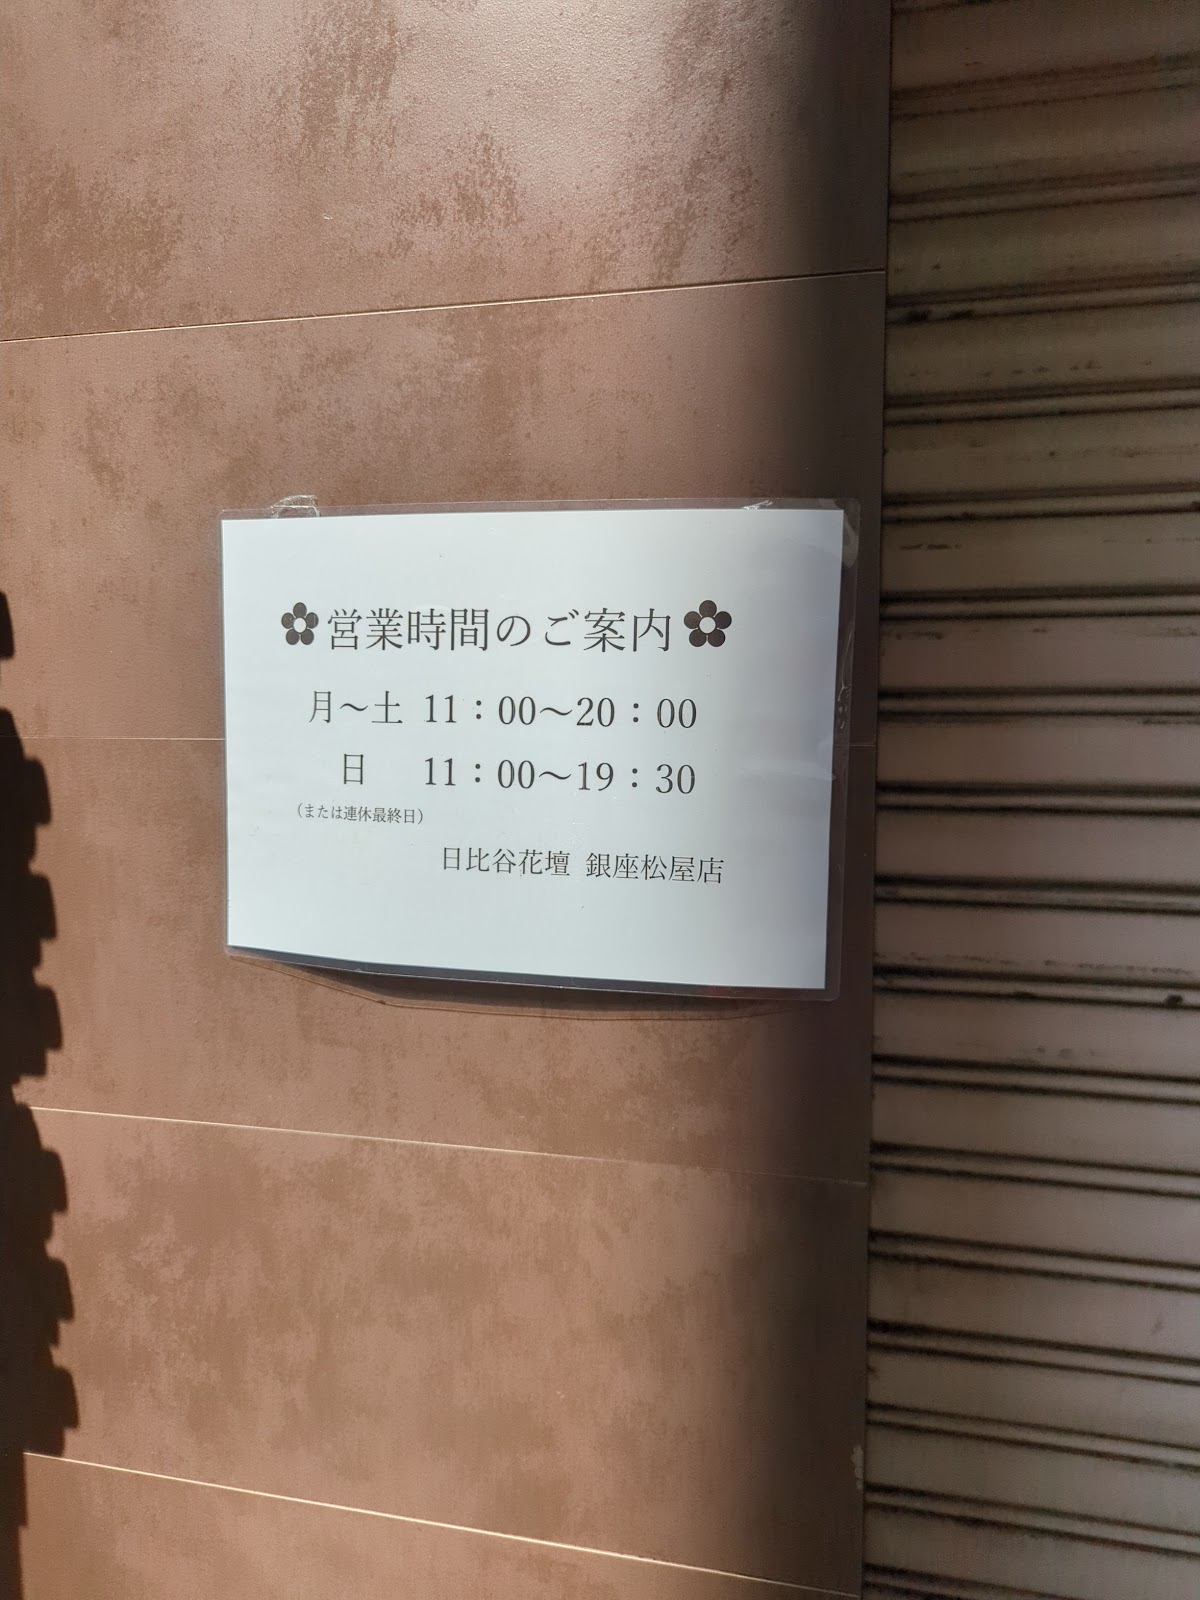 ✿営業時間のご案内✿
月～土 11：00～20：00
日 11：00～19：30
（または連休最終日）
日比谷花壇 銀座松屋店